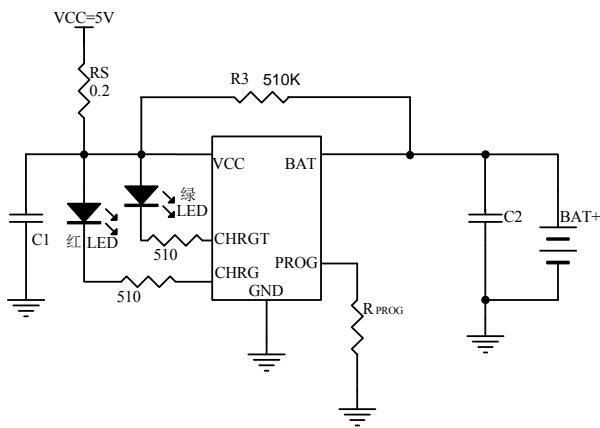 VCC=5V
RS
0.2
R3 510K
VCC
BAT
绿
LED
C1
红 LED
510
CHRGT
CHRG
510
PROG
GND
R PROG
C2
BAT+